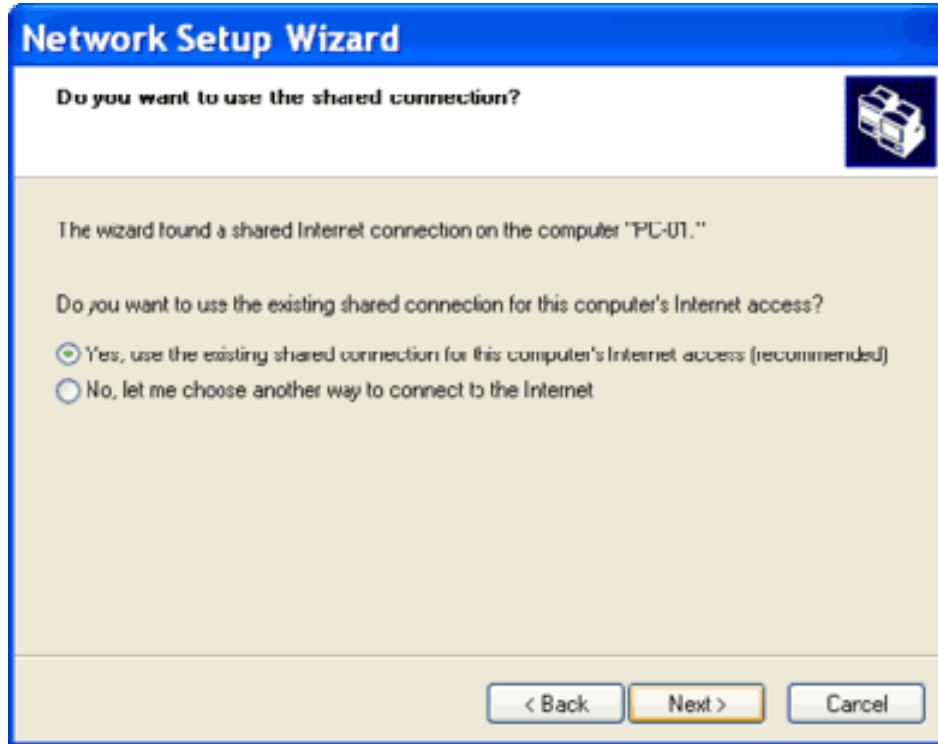 Network Setup Wizard
Do you want to use the shared connection?
The wizard found a shared Internet connection on the computer "PC-01."
Do you want to use the existing shared connection for this computer's Internet access?
Yes, use the existing shared connection for this computer's Internet access (recommended)
No, let me choose another way to connect to the Internet
< Back Next > Cancel